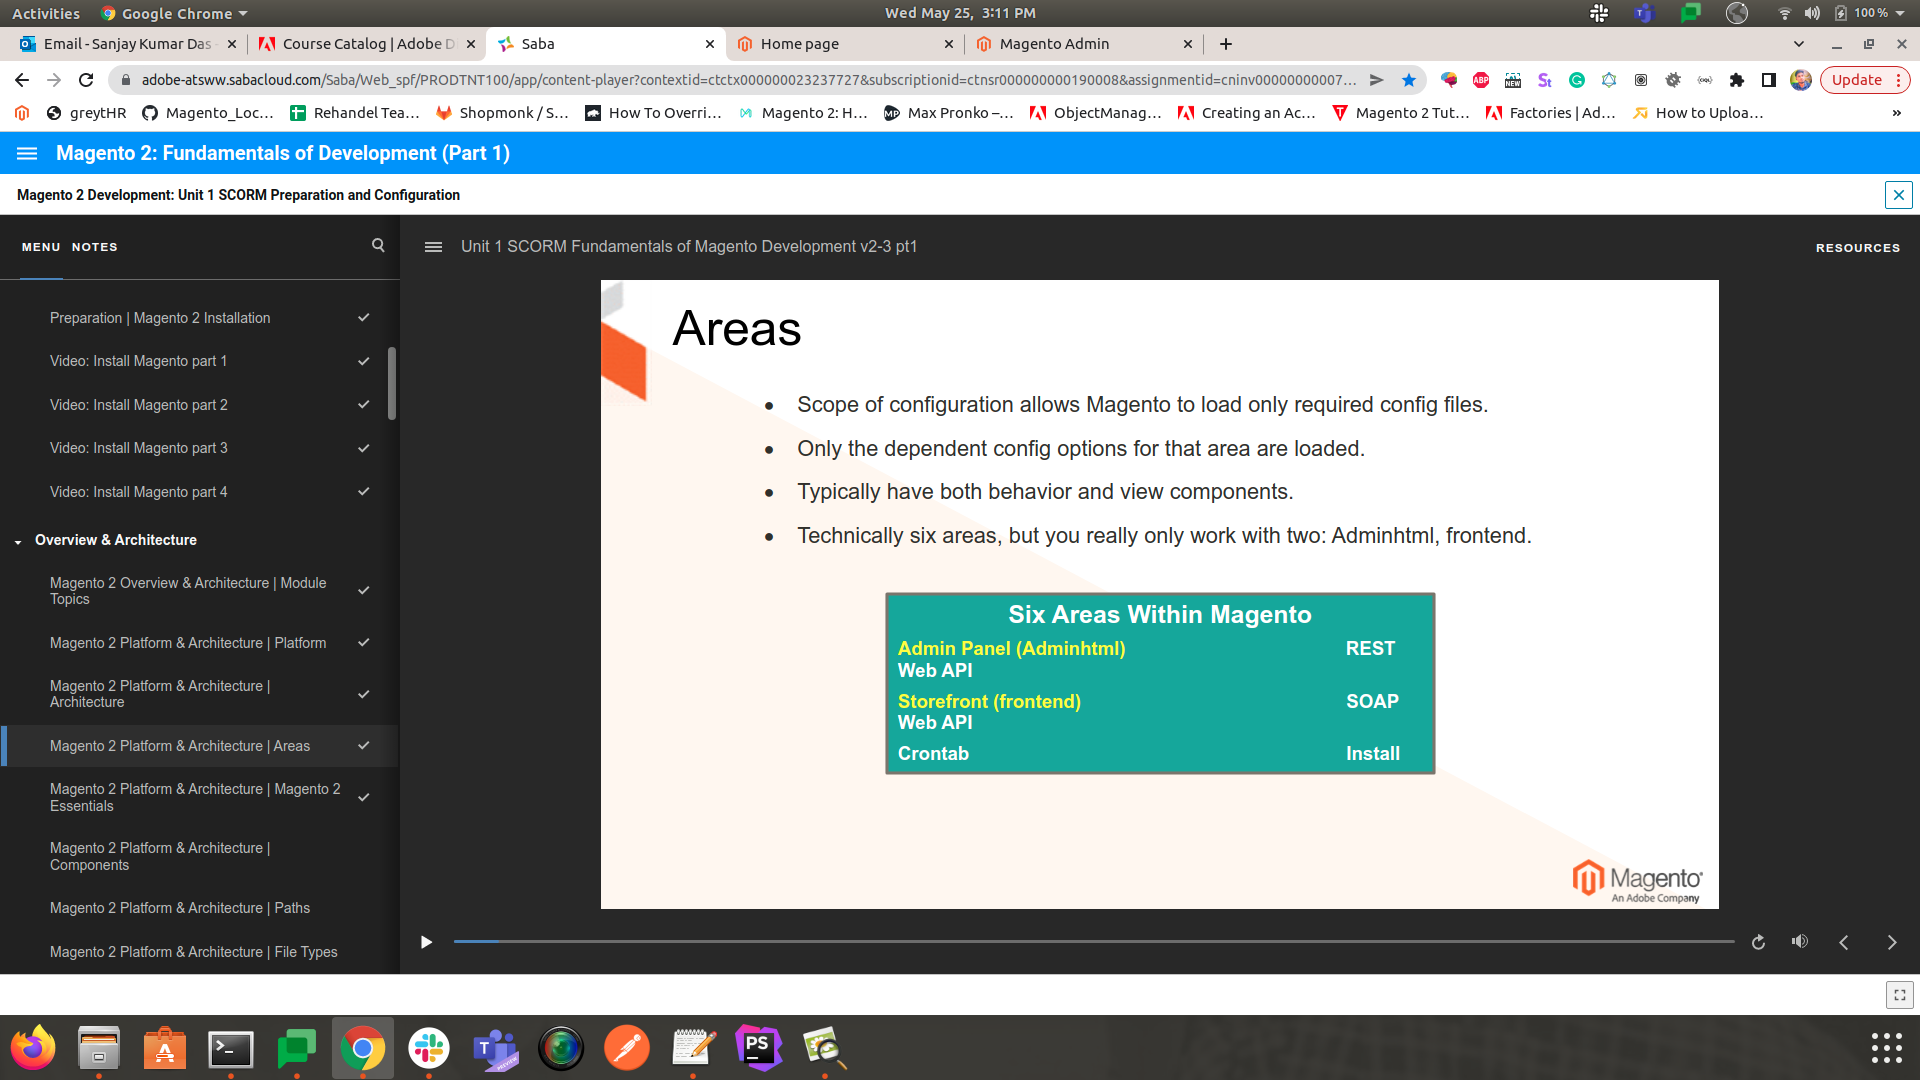 Activities Google Chrome Wed May 25, 3:11 PM 100 %
Email - Sanjay Kumar Das - Course Catalog | Adobe D Saba Home page Magento Admin
adobe-atsww.sabacloud.com/Saba/Web_spf/PRODTNT100/app/content-player?contextid=ctctx000000023237727&subscriptionid=ctnsr000000000190008&assignmentid=cninv00000000007... ABP NEW Update
greytHR Magento_Loc... Rehandel Tea... Shopmonk / S... How To Overri... Magento 2: H... Max Pronko –... ObjectManag... Creating an Ac... Magento 2 Tut... Factories | Ad... How to Uploa... »
Magento 2: Fundamentals of Development (Part 1)
Magento 2 Development: Unit 1 SCORM Preparation and Configuration
MENU NOTES
Unit 1 SCORM Fundamentals of Magento Development v2-3 pt1
RESOURCES
Preparation | Magento 2 Installation
Video: Install Magento part 1
Video: Install Magento part 2
Video: Install Magento part 3
Video: Install Magento part 4
Overview & Architecture
Magento 2 Overview & Architecture | Module
Topics
Magento 2 Platform & Architecture | Platform
Magento 2 Platform & Architecture |
Architecture
Magento 2 Platform & Architecture | Areas
Magento 2 Platform & Architecture | Magento 2
Essentials
Magento 2 Platform & Architecture |
Components
Magento 2 Platform & Architecture | Paths
Magento 2 Platform & Architecture | File Types
Areas
• Scope of configuration allows Magento to load only required config files.
• Only the dependent config options for that area are loaded.
• Typically have both behavior and view components.
• Technically six areas, but you really only work with two: Adminhtml, frontend.
Six Areas Within Magento
Admin Panel (Adminhtml) REST
Web API
Storefront (frontend) SOAP
Web API
Crontab Install
Magento
An Adobe Company
PS